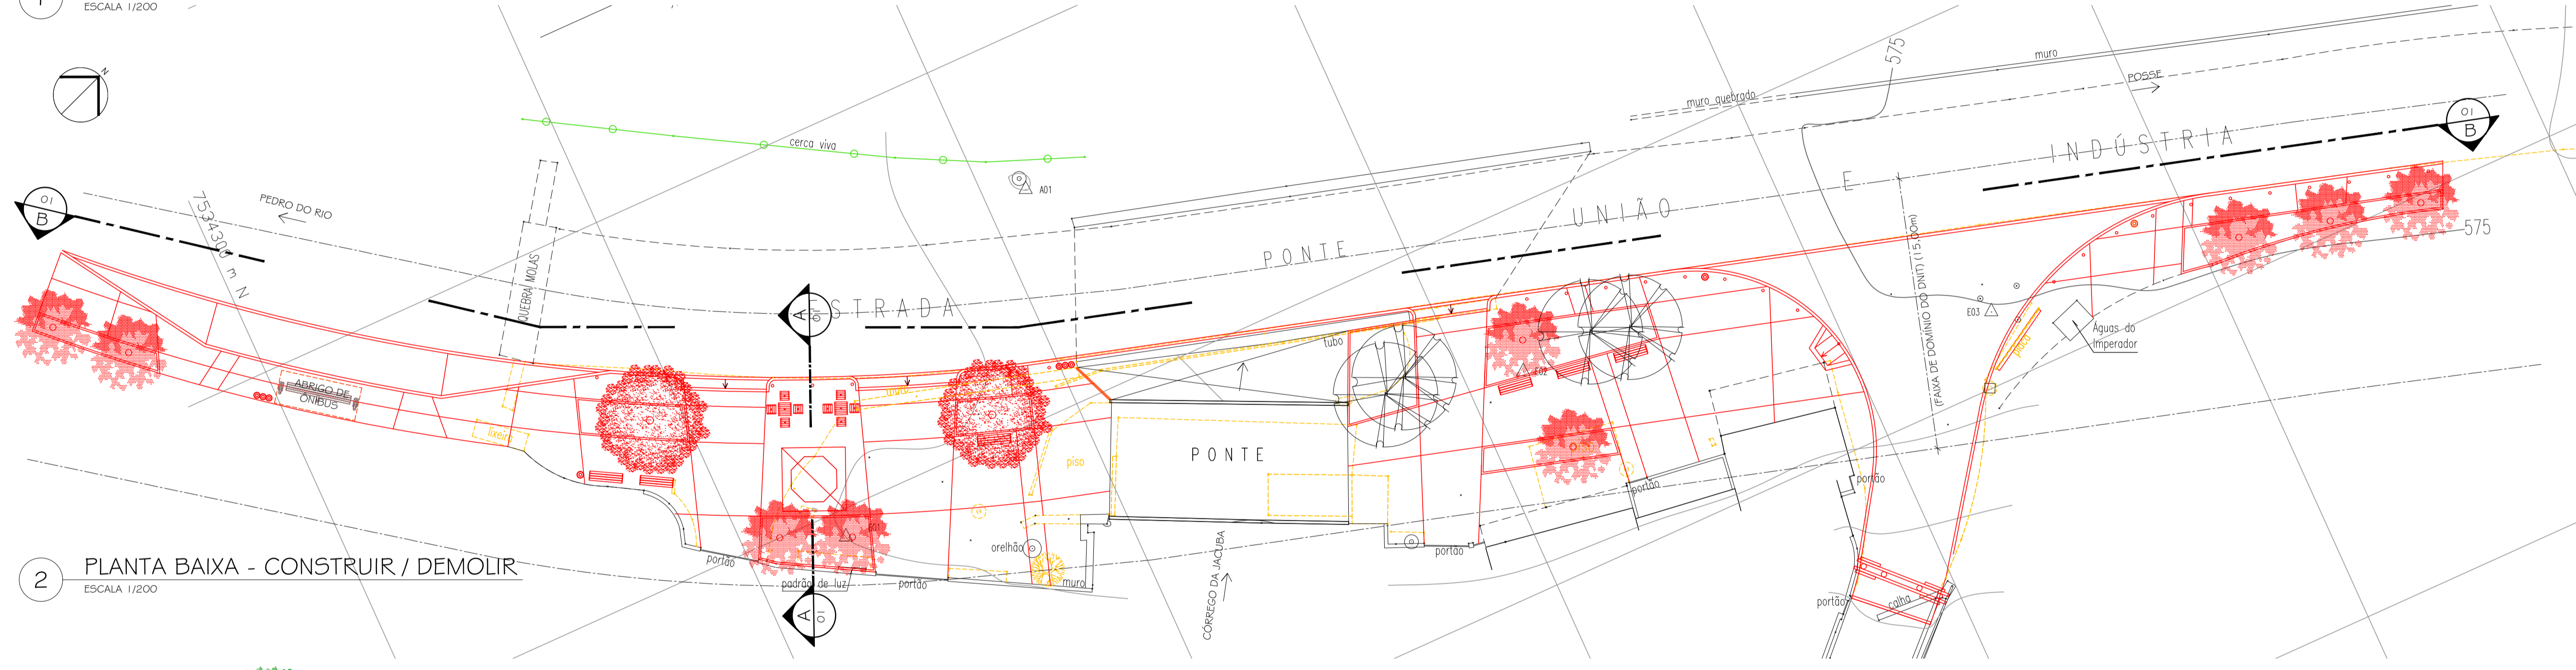 1
ESCALA 1/200
N
01
B
PEDRO DO RIO
7534300 m N
QUEBRA MOLAS
cerca viva
A01
muro quebrado
muro
575
POSSE
01
B
ESTRADA
PONTE
UNIÃO
E
INDÚSTRIA
A
01
ABRIGO DE
ÔNIBUS
lixeira
piso
tubo
PONTE
E02
E01
orelhão
portão
padrão de luz
portão
muro
CÓRREGO DA JACUBA
portão
portão
portão
portão
calha
placa
(FAIXA DE DOMÍNIO DO DNIT) (15,00m)
E03
Águas do
Imperador
575
A
01
2
PLANTA BAIXA - CONSTRUIR / DEMOLIR
ESCALA 1/200